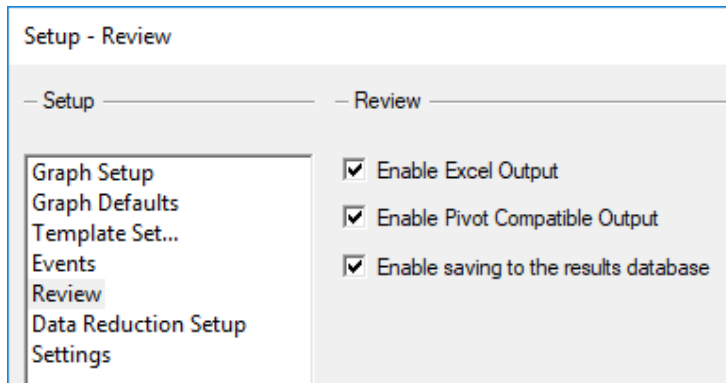 Setup - Review
Setup
Graph Setup
Graph Defaults
Template Set...
Events
Review
Data Reduction Setup
Settings
Review
Enable Excel Output
Enable Pivot Compatible Output
Enable saving to the results database